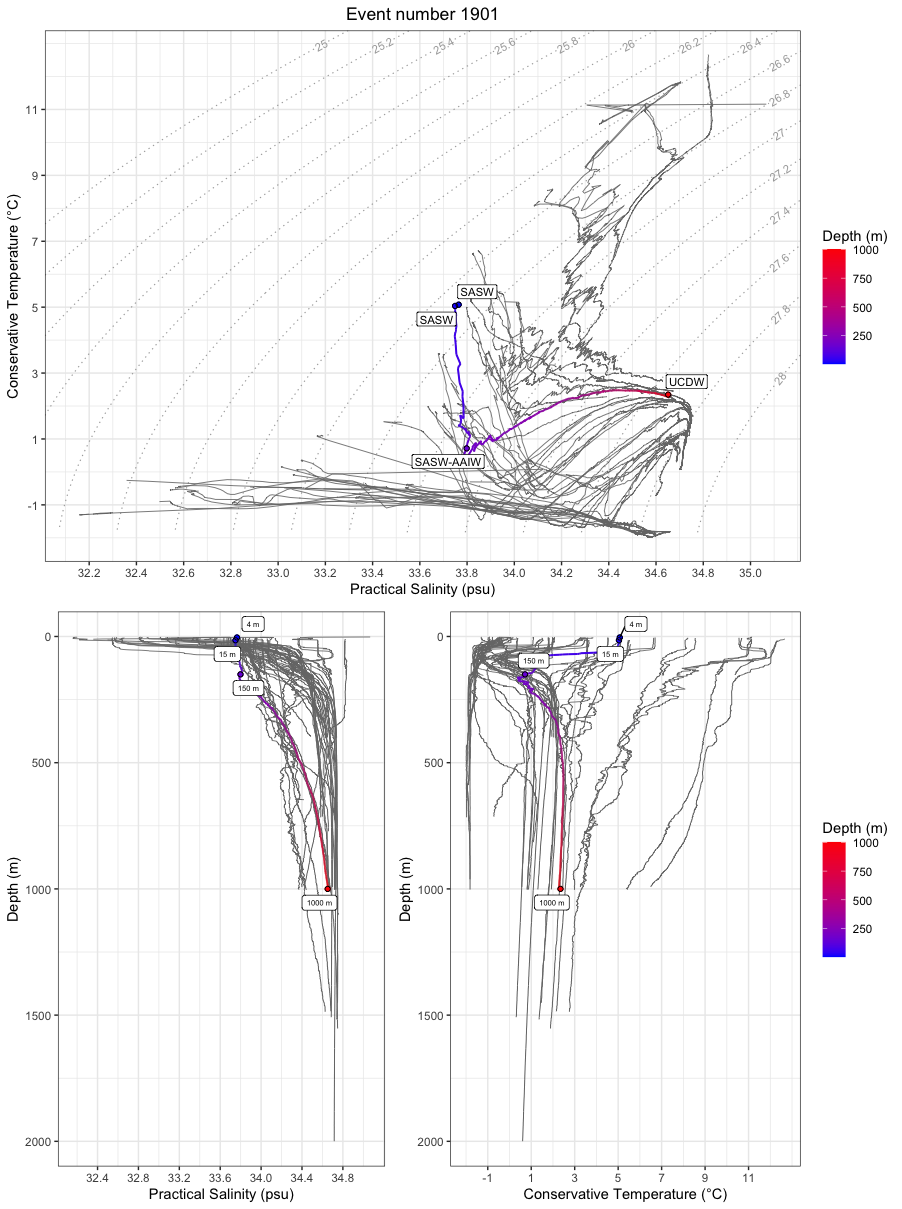 Event number 1901
25
25.2
25.4
25.6
25.8
26
26.2
26.4
26.6
26.8
27
27.2
27.4
27.6
27.8
28
11
9
7
5
3
1
-1
Conservative Temperature (°C)
SASW
SASW
UCDW
SASW-AAIW
32.2 32.4 32.6 32.8 33.0 33.2 33.4 33.6 33.8 34.0 34.2 34.4 34.6 34.8 35.0
Practical Salinity (psu)
Depth (m)
1000
750
500
250
0
500
1000
1500
2000
Depth (m)
4 m
15 m
150 m
1000 m
32.4 32.8 33.2 33.6 34.0 34.4 34.8
Practical Salinity (psu)
0
500
1000
1500
2000
Depth (m)
4 m
15 m
150 m
1000 m
-1 1 3 5 7 9 11
Conservative Temperature (°C)
Depth (m)
1000
750
500
250